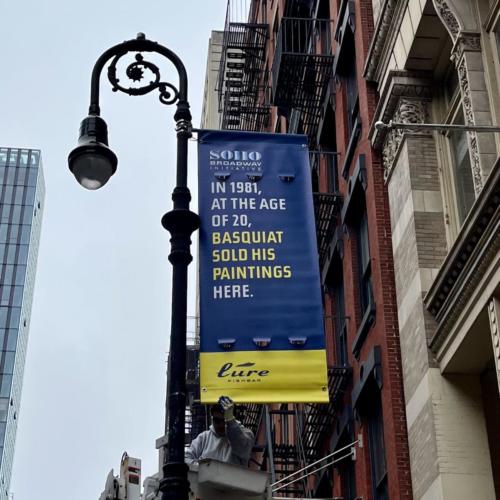 SOHO
BROADWAY
INITIATIVE
IN 1981,
AT THE AGE
OF 20,
BASQUIAT
SOLD HIS
PAINTINGS
HERE.
Lure
FISHBAR